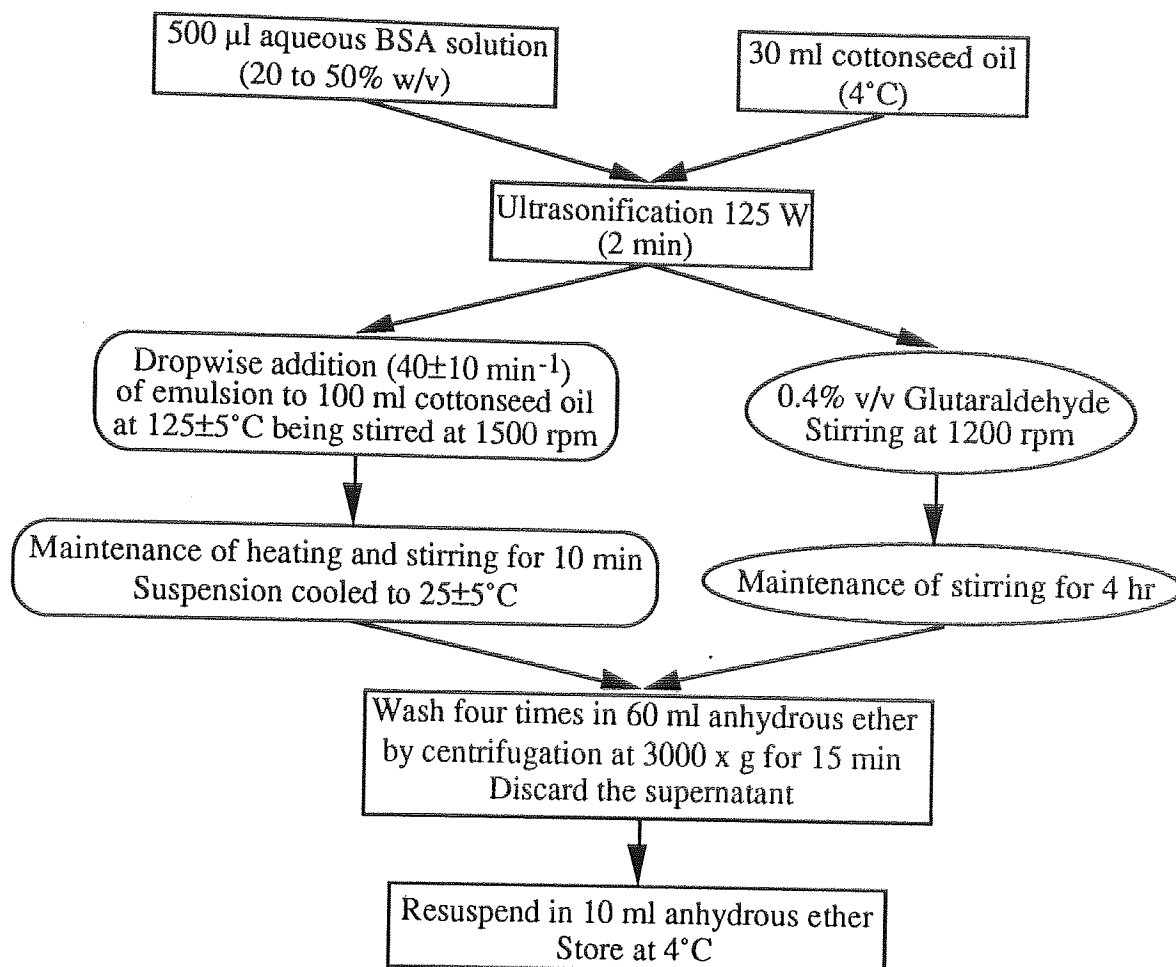 500 µl aqueous BSA solution
(20 to 50% w/v)
30 ml cottonseed oil
(4°C)
Ultrasonification 125 W
(2 min)
Dropwise addition (40±10 min-1)
of emulsion to 100 ml cottonseed oil
at 125±5°C being stirred at 1500 rpm
0.4% v/v Glutaraldehyde
Stirring at 1200 rpm
Maintenance of heating and stirring for 10 min
Suspension cooled to 25±5°C
Maintenance of stirring for 4 hr
Wash four times in 60 ml anhydrous ether
by centrifugation at 3000 x g for 15 min
Discard the supernatant
Resuspend in 10 ml anhydrous ether
Store at 4°C